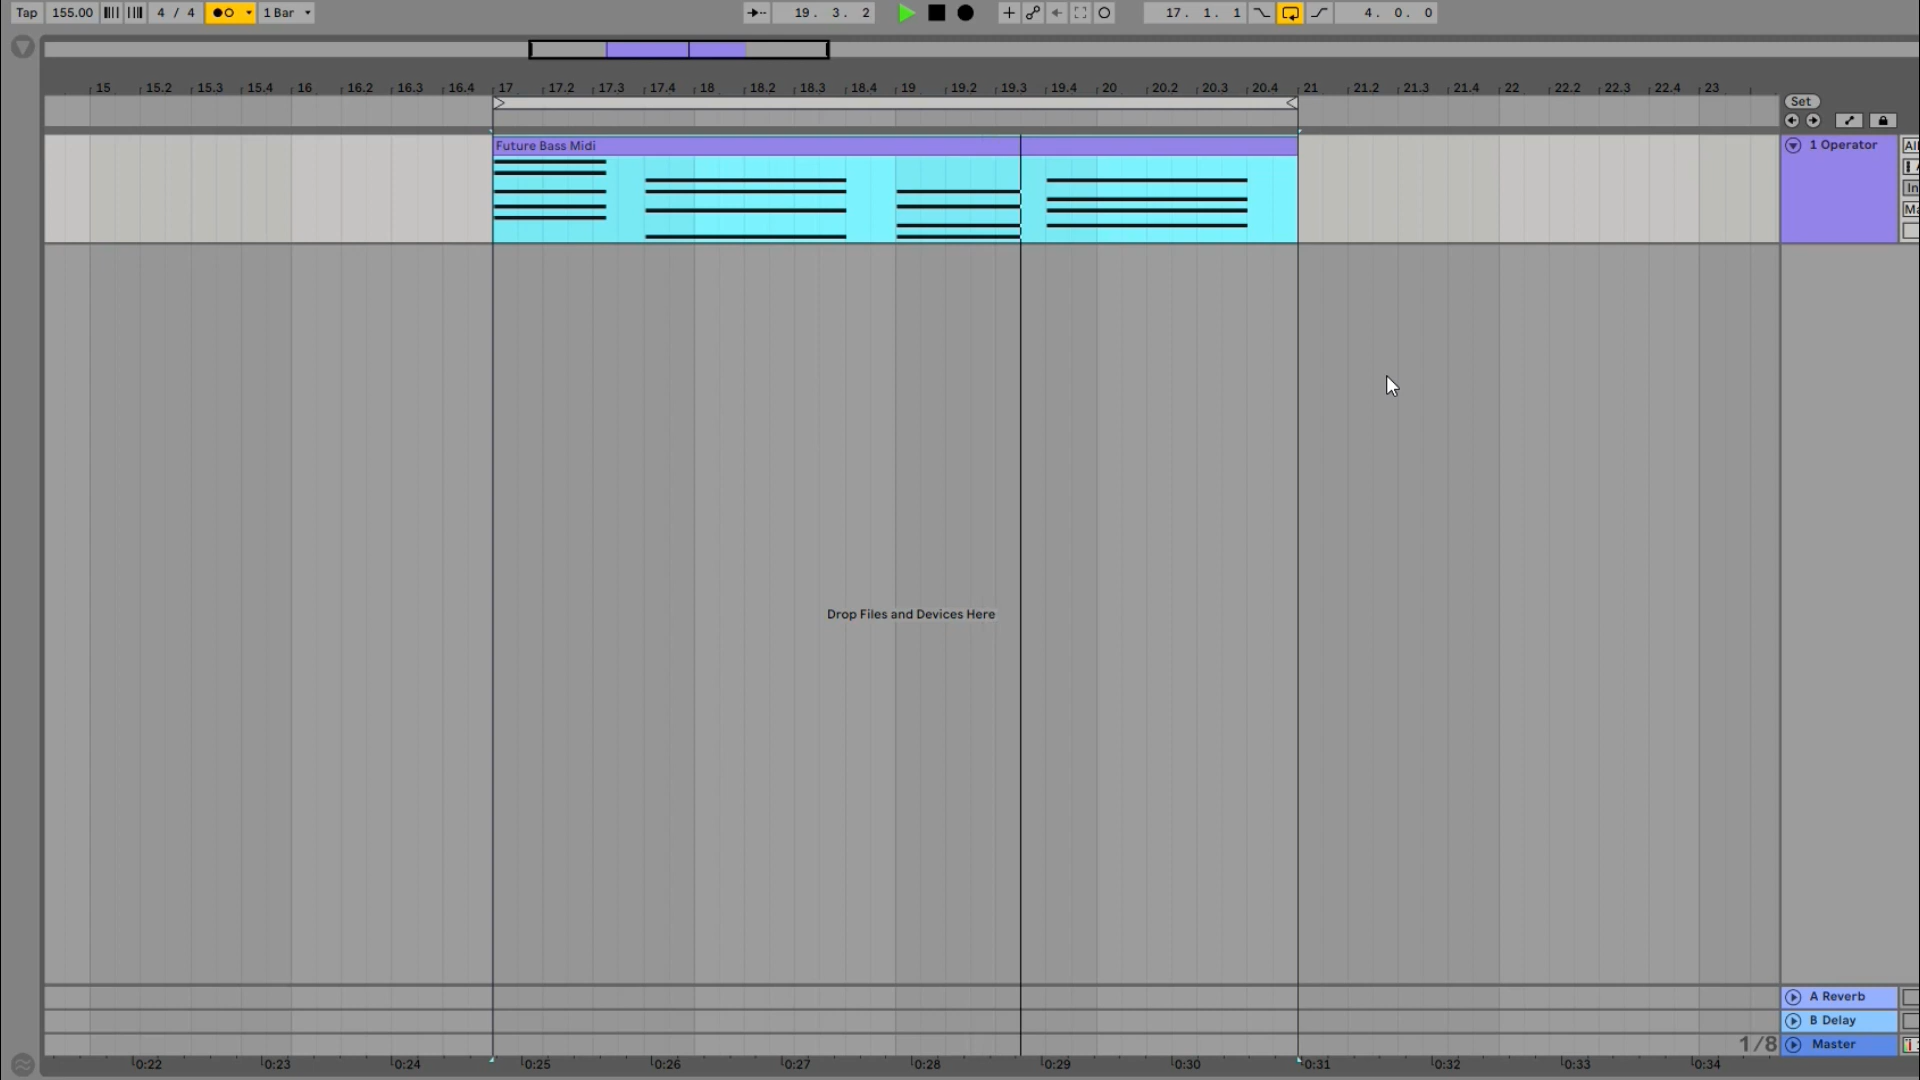 Tap 155.00 4 / 4 1 Bar 19. 3. 2 17. 1. 1 4. 0. 0
15 15.2 15.3 15.4 16 16.2 16.3 16.4 17 17.2 17.3 17.4 18 18.2 18.3 18.4 19 19.2 19.3 19.4 20 20.2 20.3 20.4 21 21.2 21.3 21.4 22 22.2 22.3 22.4 23
Set
Future Bass Midi
1 Operator
In
Drop Files and Devices Here
A Reverb
B Delay
1/8
Master
0:22 0:23 0:24 0:25 0:26 0:27 0:28 0:29 0:30 0:31 0:32 0:33 0:34